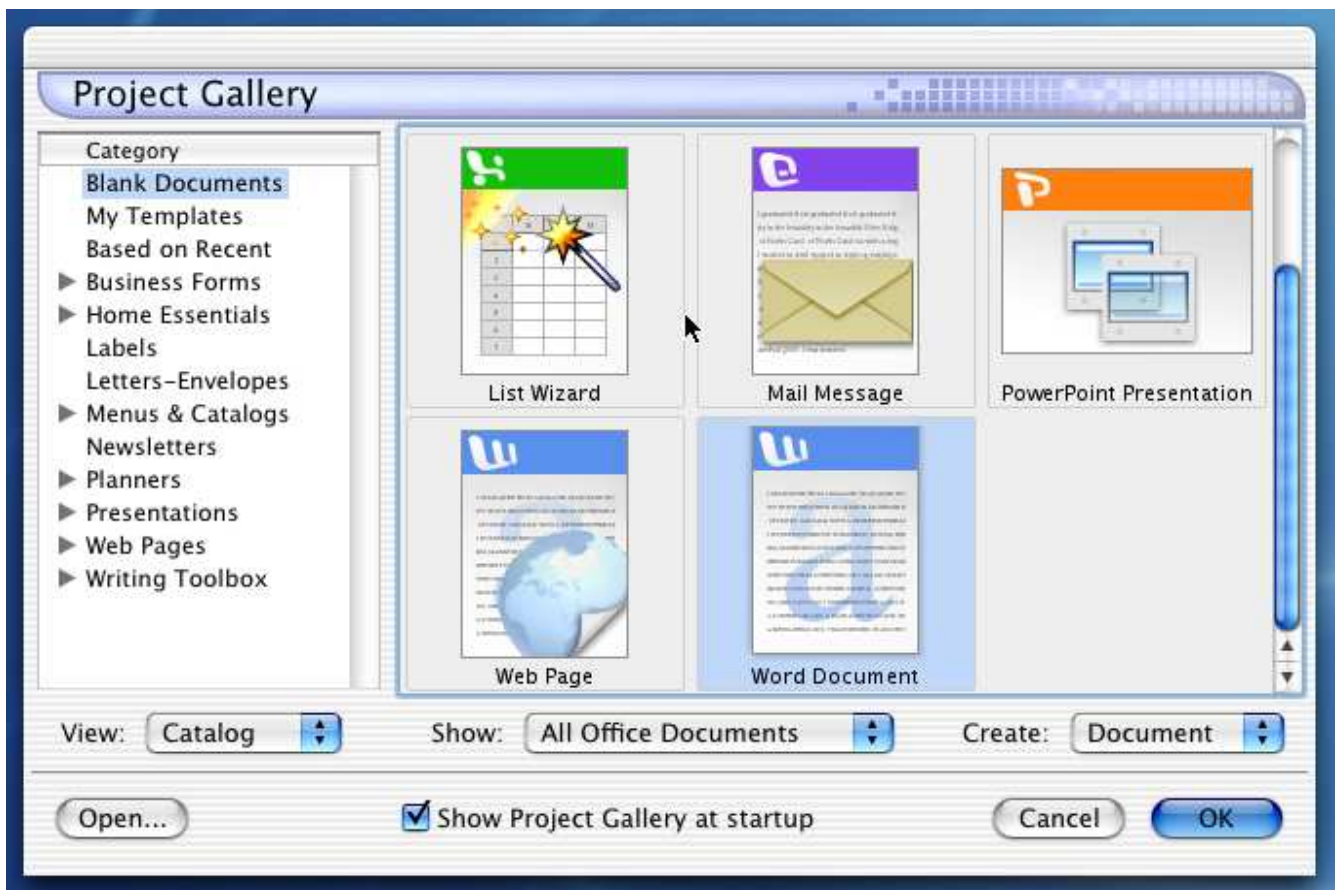 Project Gallery
Category
Blank Documents
My Templates
Based on Recent
Business Forms
Home Essentials
Labels
Letters-Envelopes
Menus & Catalogs
Newsletters
Planners
Presentations
Web Pages
Writing Toolbox
List Wizard
Mail Message
PowerPoint Presentation
Web Page
Word Document
View: Catalog
Show: All Office Documents
Create: Document
Open...
Show Project Gallery at startup
Cancel
OK